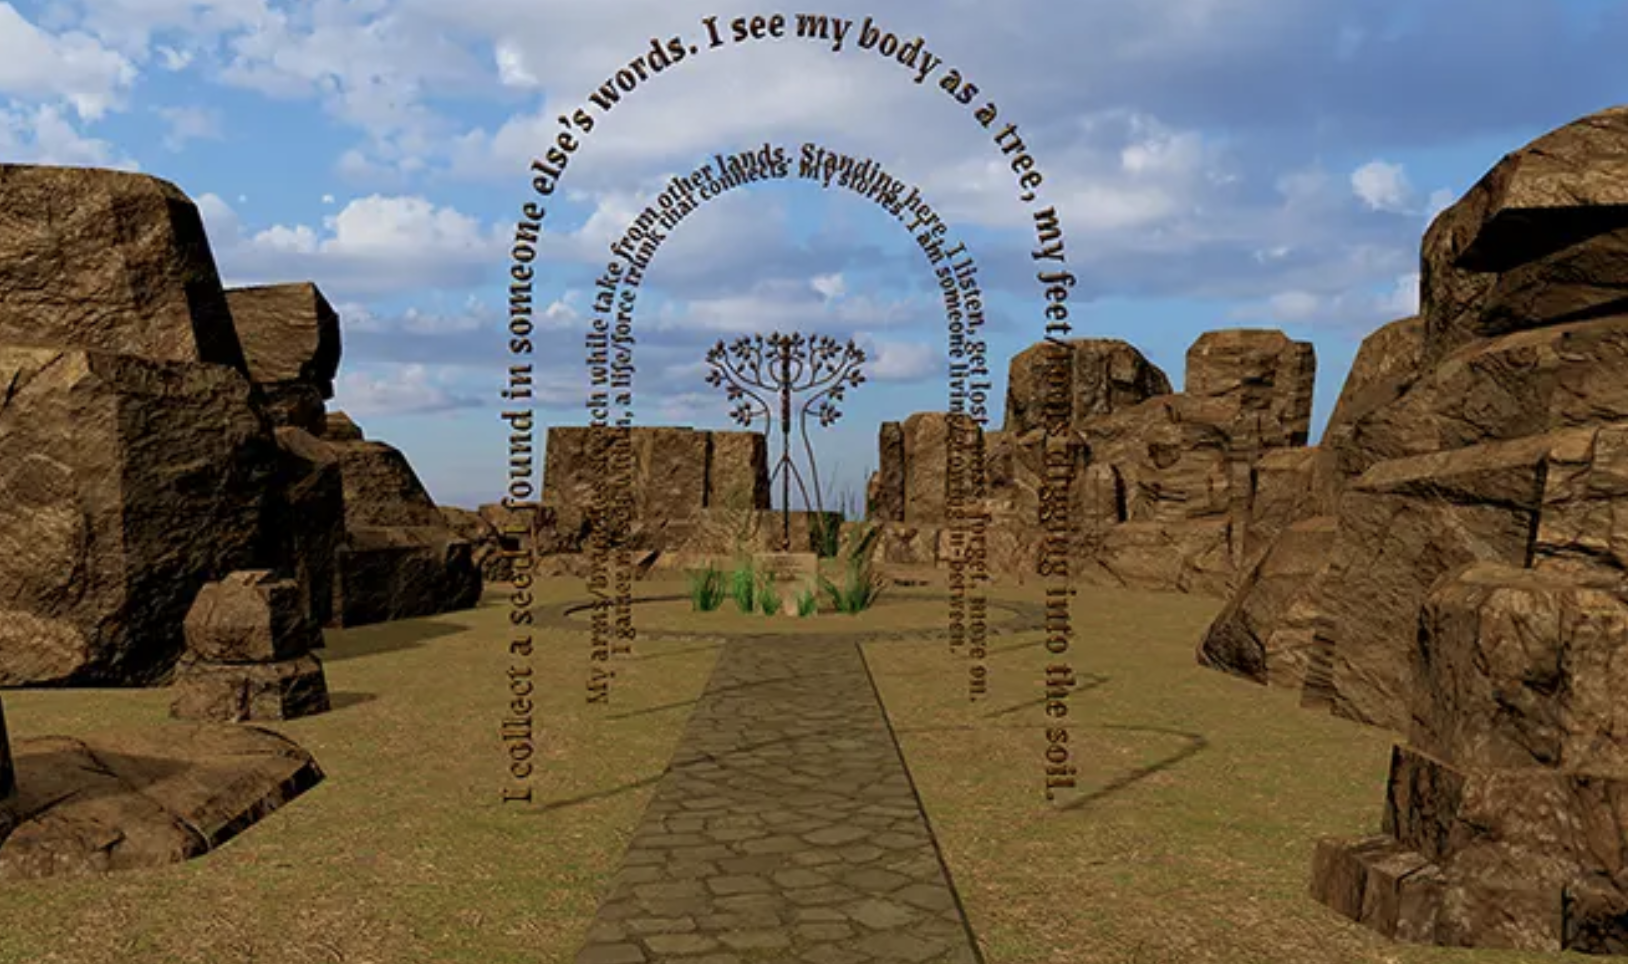 I collect a seed I found in someone else's words. I see my body as a tree, my feet/roots digging into the soil.
My arms/ stretch while take from other lands. Standing here, I listen, get lost, forget, move on.
I a life/force trunk that connects My stories. I am someone living in-between.